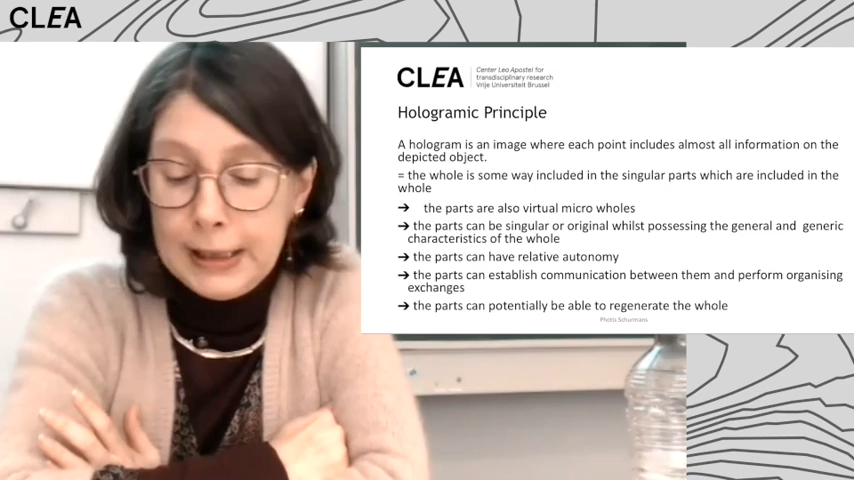 CLEA
CLEA
Center Leo Apostel for
transdisciplinary research
Vrije Universiteit Brussel
Hologramic Principle
A hologram is an image where each point includes almost all information on the
depicted object.
= the whole is some way included in the singular parts which are included in the
whole
➔ the parts are also virtual micro wholes
➔ the parts can be singular or original whilst possessing the general and generic
characteristics of the whole
➔ the parts can have relative autonomy
➔ the parts can establish communication between them and perform organising
exchanges
➔ the parts can potentially be able to regenerate the whole
Photis Schurmans